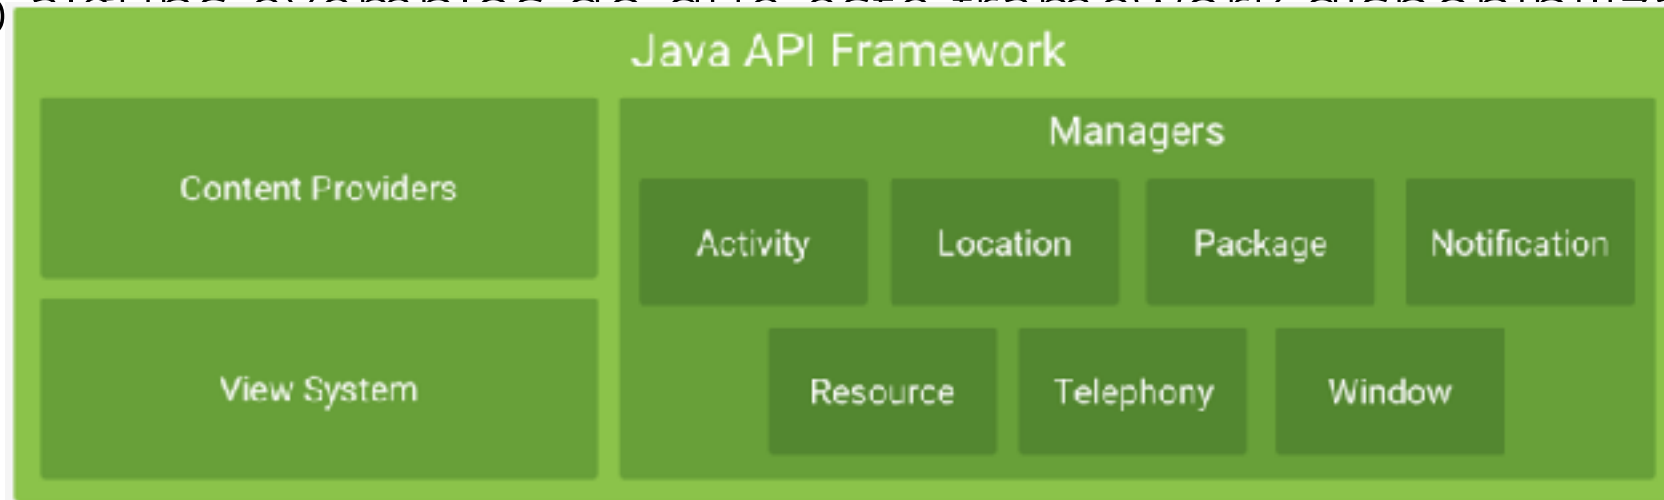 Java API Framework
Content Providers
View System
Managers
Activity
Location
Package
Notification
Resource
Telephony
Window